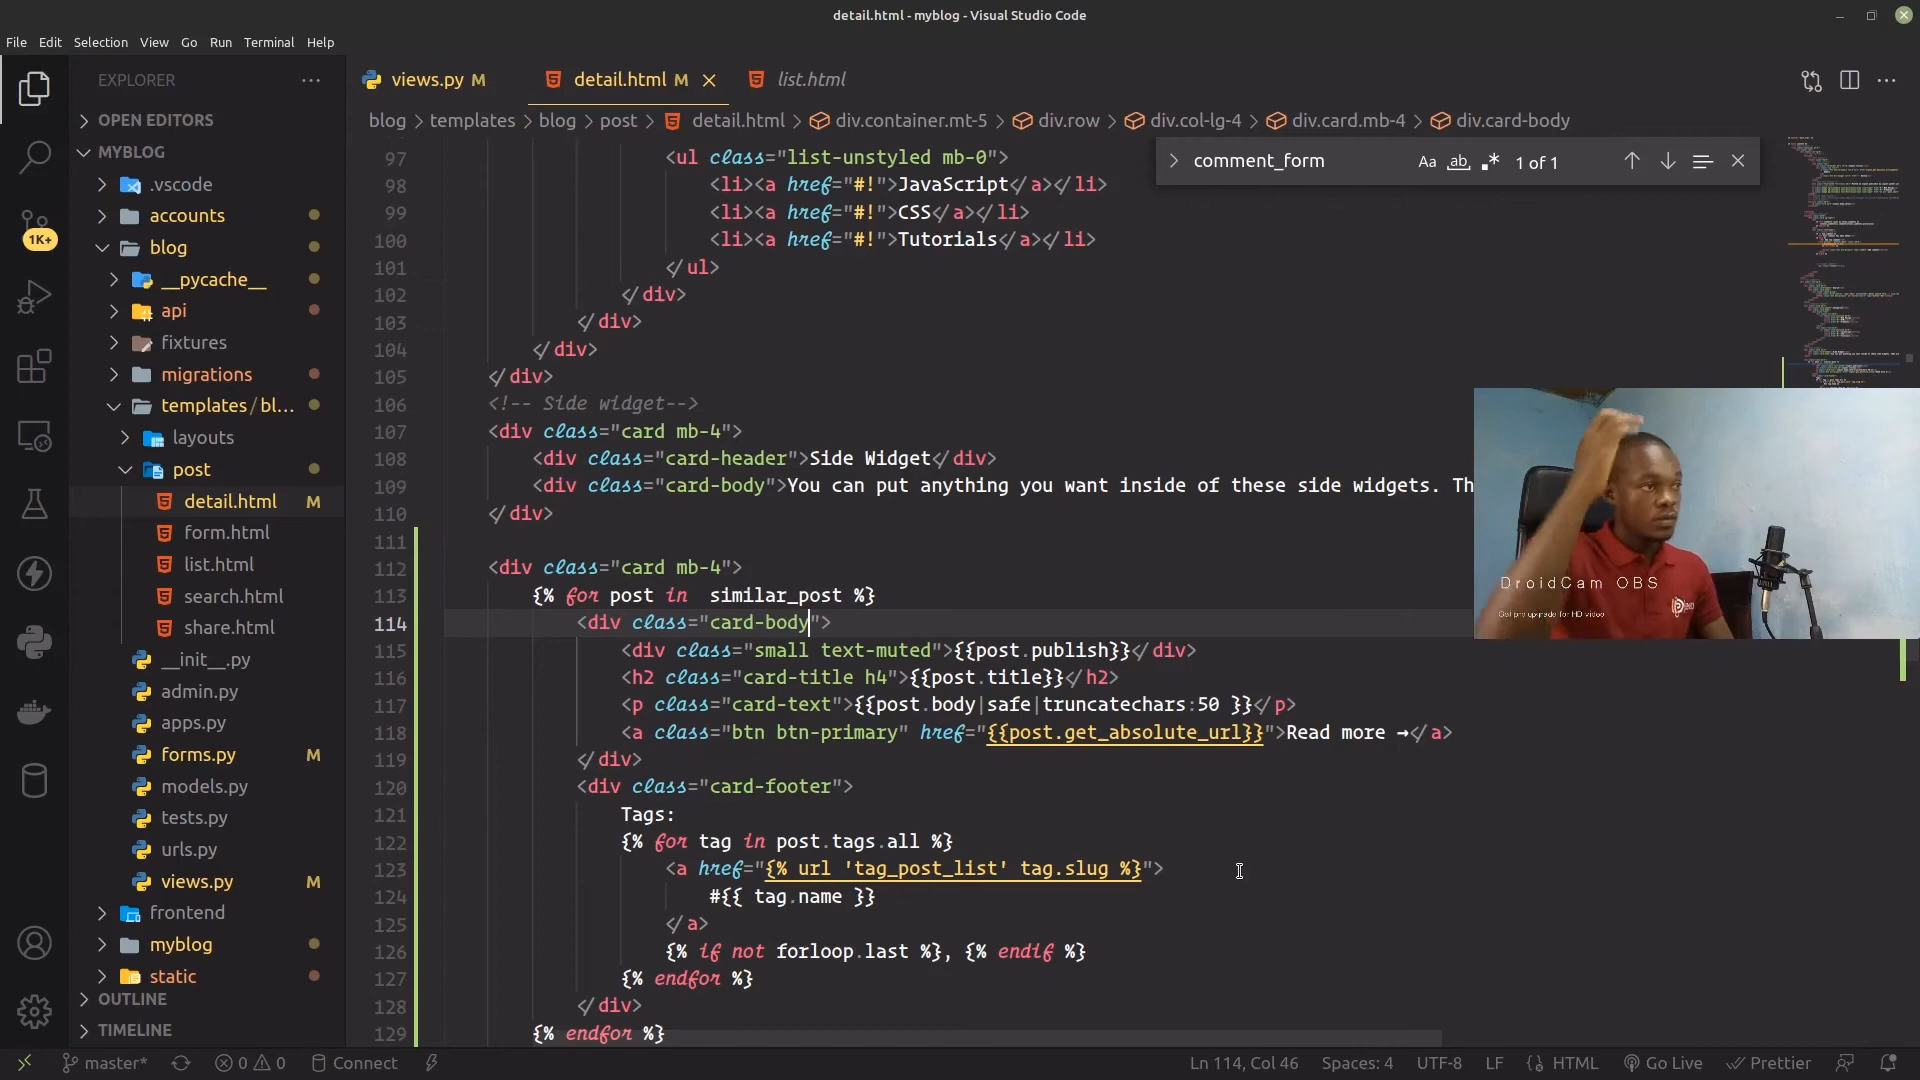 detail.html - myblog - Visual Studio Code
File Edit Selection View Go Run Terminal Help
EXPLORER
OPEN EDITORS
MYBLOG
.vscode
accounts
blog
__pycache__
api
fixtures
migrations
templates/bl...
layouts
post
detail.html M
form.html
list.html
search.html
share.html
__init__.py
admin.py
apps.py
forms.py M
models.py
tests.py
urls.py
views.py M
frontend
myblog
static
OUTLINE
TIMELINE
1K+
views.py M detail.html M list.html
blog > templates > blog > post > detail.html > div.container.mt-5 > div.row > div.col-lg-4 > div.card.mb-4 > div.card-body
comment_form Aa ab 1 of 1
97 <ul class="list-unstyled mb-0">
98 <li><a href="#!">JavaScript</a></li>
99 <li><a href="#!">CSS</a></li>
100 <li><a href="#!">Tutorials</a></li>
101 </ul>
102 </div>
103 </div>
104 </div>
105 </div>
106 <!-- Side widget-->
107 <div class="card mb-4">
108 <div class="card-header">Side Widget</div>
109 <div class="card-body">You can put anything you want inside of these side widgets. Th
110 </div>
111
112 <div class="card mb-4">
113 {% for post in  similar_post %}
114 <div class="card-body">
115 <div class="small text-muted">{{post.publish}}</div>
116 <h2 class="card-title h4">{{post.title}}</h2>
117 <p class="card-text">{{post.body|safe|truncatechars:50 }}</p>
118 <a class="btn btn-primary" href="{{post.get_absolute_url}}">Read more →</a>
119 </div>
120 <div class="card-footer">
121 Tags:
122 {% for tag in post.tags.all %}
123 <a href="{% url 'tag_post_list' tag.slug %}">
124 #{{ tag.name }}
125 </a>
126 {% if not forloop.last %}, {% endif %}
127 {% endfor %}
128 </div>
129 {% endfor %}
DroidCam OBS
Get pro upgrade for HD video
master* 0 0 Connect Ln 114, Col 46 Spaces: 4 UTF-8 LF HTML Go Live Prettier